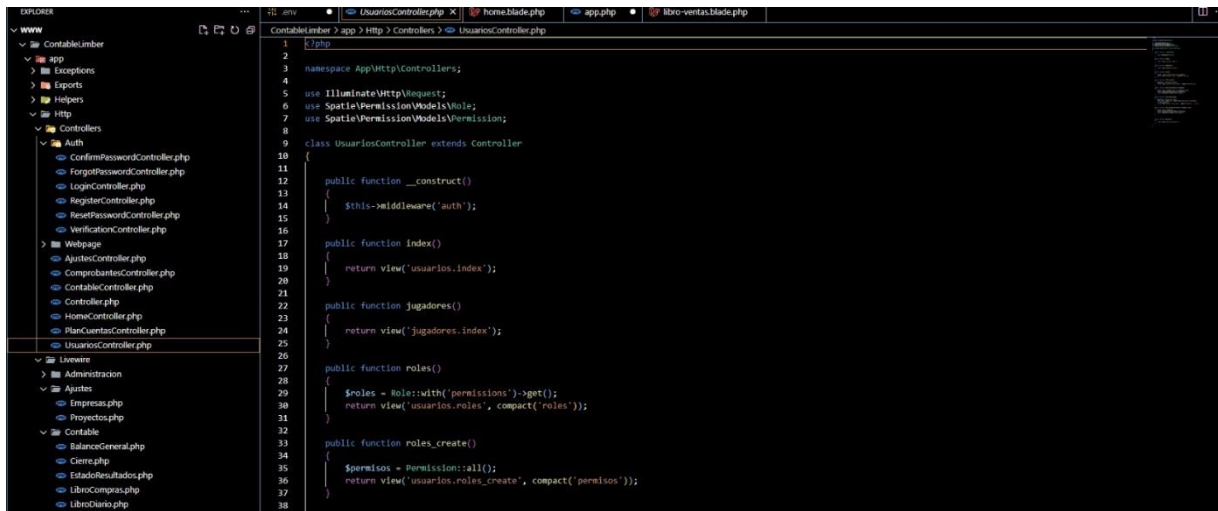 EXPLORER
WWW
ContableLimber
app
Exceptions
Exports
Helpers
Http
Controllers
Auth
ConfirmPasswordController.php
ForgotPasswordController.php
LoginController.php
RegisterController.php
ResetPasswordController.php
VerificationController.php
Webpage
AjustesController.php
ComprobantesController.php
ContableController.php
Controller.php
HomeController.php
PlanCuentasController.php
UsuariosController.php
Livewire
Administracion
Ajustes
Empresas.php
Proyectos.php
Contable
BalanceGeneral.php
Cierre.php
EstadoResultados.php
LibroCompras.php
LibroDiario.php
.env UsuariosController.php home.blade.php app.php libro-ventas.blade.php
ContableLimber > app > Http > Controllers > UsuariosController.php
1 <?php
2
3 namespace App\Http\Controllers;
4
5 use Illuminate\Http\Request;
6 use Spatie\Permission\Models\Role;
7 use Spatie\Permission\Models\Permission;
8
9 class UsuariosController extends Controller
10 {
11
12 public function __construct()
13 {
14 $this->middleware('auth');
15 }
16
17 public function index()
18 {
19 return view('usuarios.index');
20 }
21
22 public function jugadores()
23 {
24 return view('jugadores.index');
25 }
26
27 public function roles()
28 {
29 $roles = Role::with('permissions')->get();
30 return view('usuarios.roles', compact('roles'));
31 }
32
33 public function roles_create()
34 {
35 $permisos = Permission::all();
36 return view('usuarios.roles_create', compact('permisos'));
37 }
38